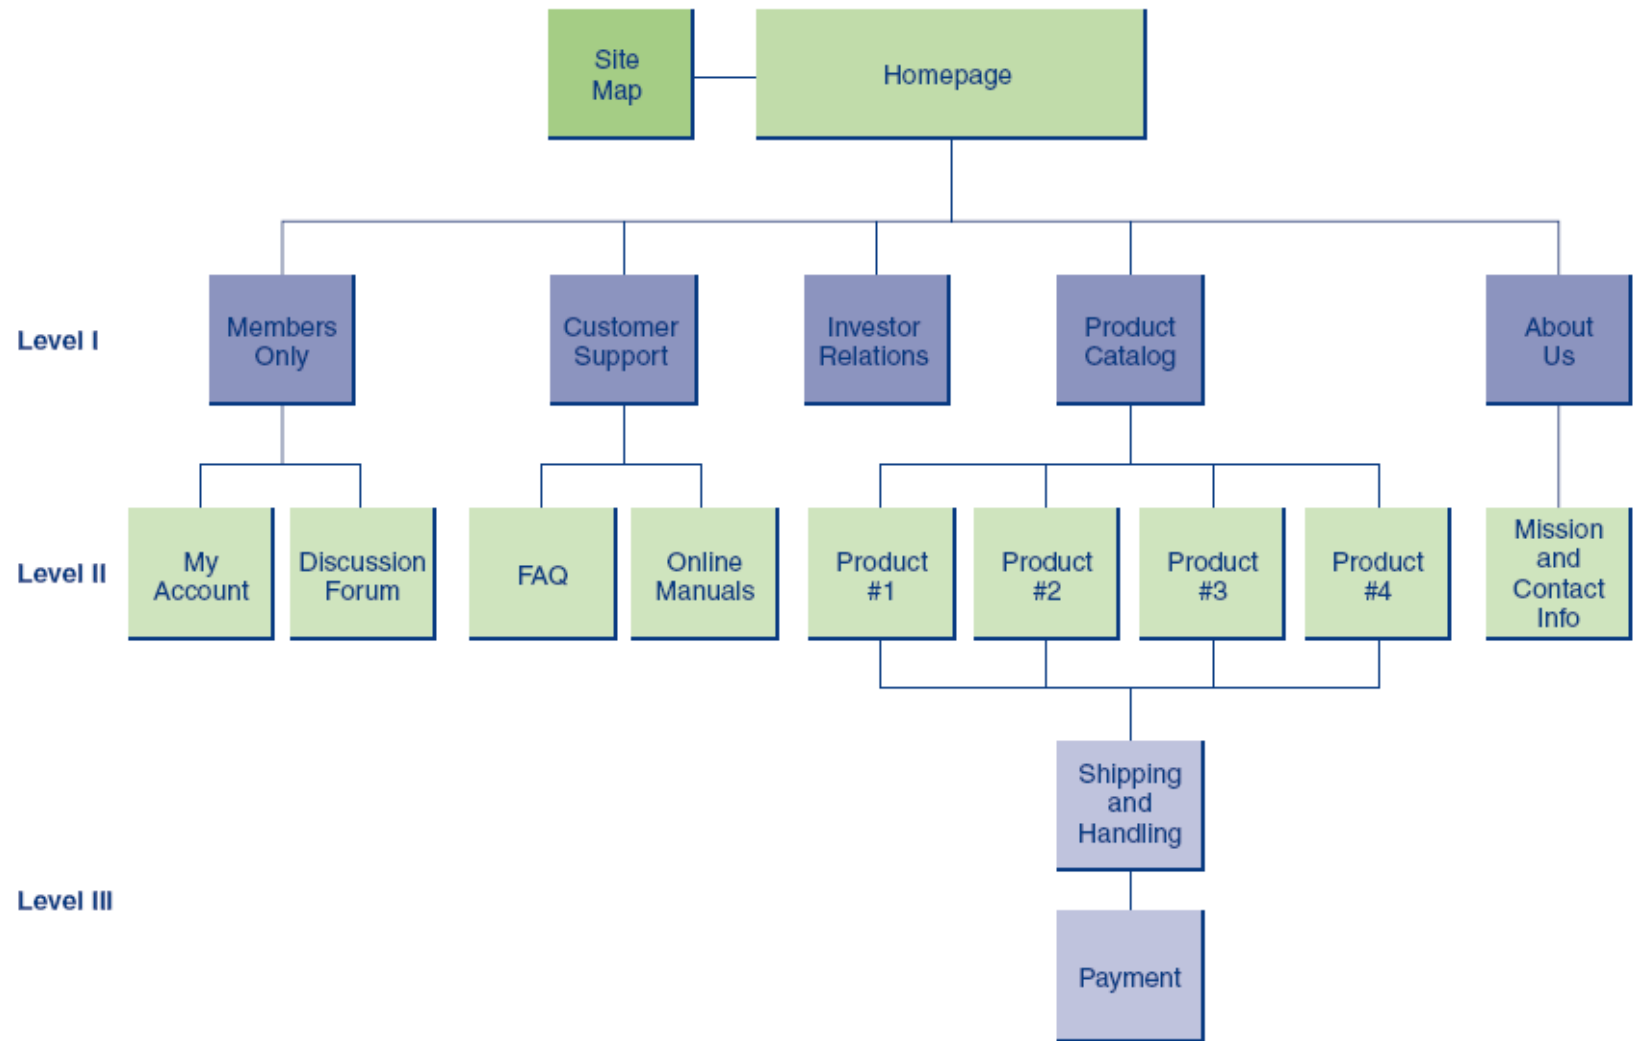 Site
Map
Homepage
Level I
Members
Only
Customer
Support
Investor
Relations
Product
Catalog
About
Us
Level II
My
Account
Discussion
Forum
FAQ
Online
Manuals
Product
#1
Product
#2
Product
#3
Product
#4
Mission
and
Contact
Info
Shipping
and
Handling
Level III
Payment